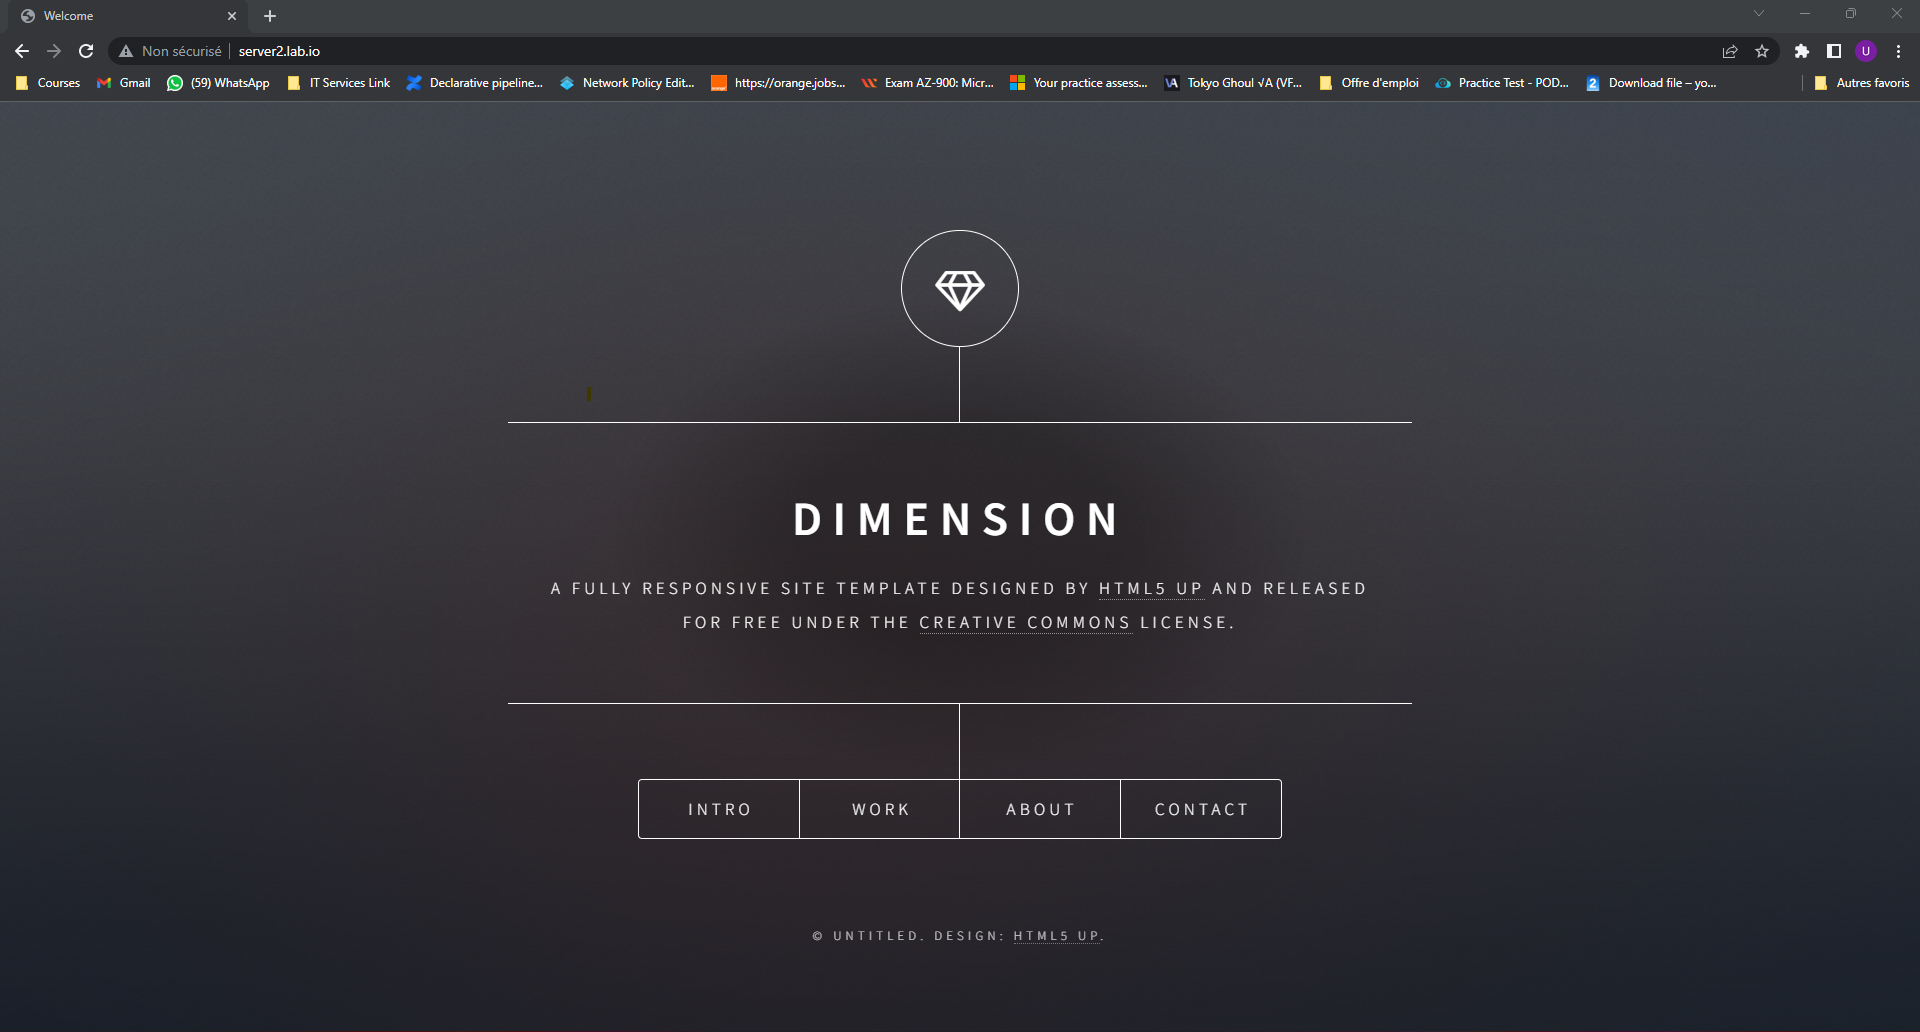 Welcome
Non sécurisé server2.lab.io U
Courses Gmail (59) WhatsApp IT Services Link Declarative pipeline... Network Policy Edit... https://orange.jobs... Exam AZ-900: Micr... Your practice assess... VA Tokyo Ghoul √A (VF... Offre d'emploi Practice Test - POD... 2 Download file – yo... Autres favoris
DIMENSION
A FULLY RESPONSIVE SITE TEMPLATE DESIGNED BY HTML5 UP AND RELEASED
FOR FREE UNDER THE CREATIVE COMMONS LICENSE.
INTRO WORK ABOUT CONTACT
© UNTITLED. DESIGN: HTML5 UP.